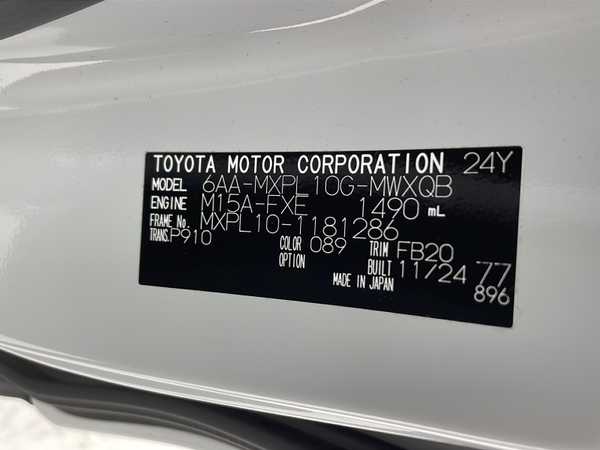 TOYOTA MOTOR CORPORATION 24Y
MODEL 6AA-MXPL10G-MWXQB
ENGINE M15A-FXE 1490 mL
FRAME No. MXPL10-1181286
TRANS. P910 COLOR 089 TRIM FB20
OPTION BUILT 11/24 77
MADE IN JAPAN 896